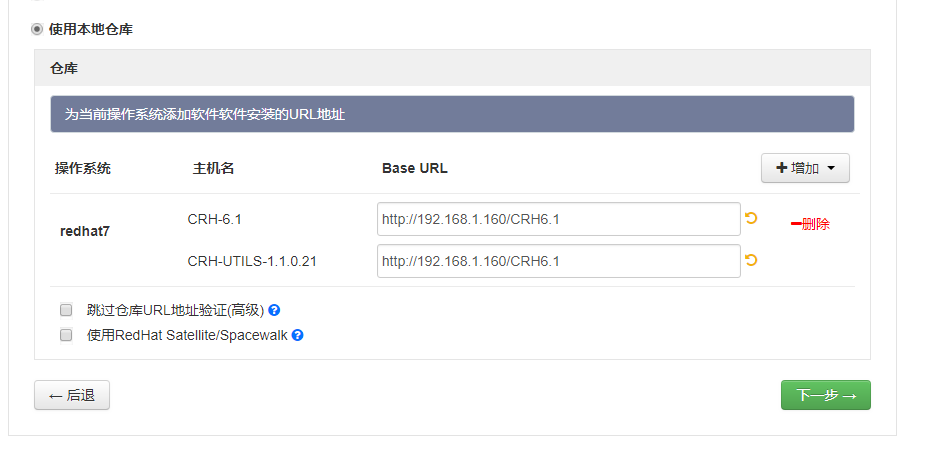 使用本地仓库
仓库
为当前操作系统添加软件软件安装的URL地址
操作系统 主机名 Base URL 增加
redhat7
CRH-6.1 http://192.168.1.160/CRH6.1 删除
CRH-UTILS-1.1.0.21 http://192.168.1.160/CRH6.1
跳过仓库URL地址验证(高级)
使用RedHat Satellite/Spacewalk
←后退 下一步→